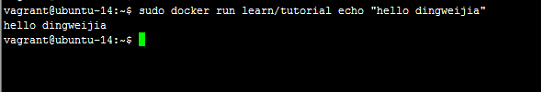 vagrant@ubuntu-14:~$ sudo docker run learn/tutorial echo "hello dingweijia"
hello dingweijia
vagrant@ubuntu-14:~$